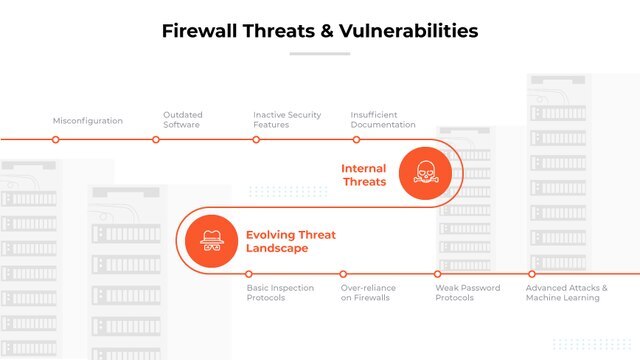 Firewall Threats & Vulnerabilities
Misconfiguration
Outdated
Software
Inactive Security
Features
Insufficient
Documentation
Internal
Threats
Evolving Threat
Landscape
Basic Inspection
Protocols
Over-reliance
on Firewalls
Weak Password
Protocols
Advanced Attacks &
Machine Learning